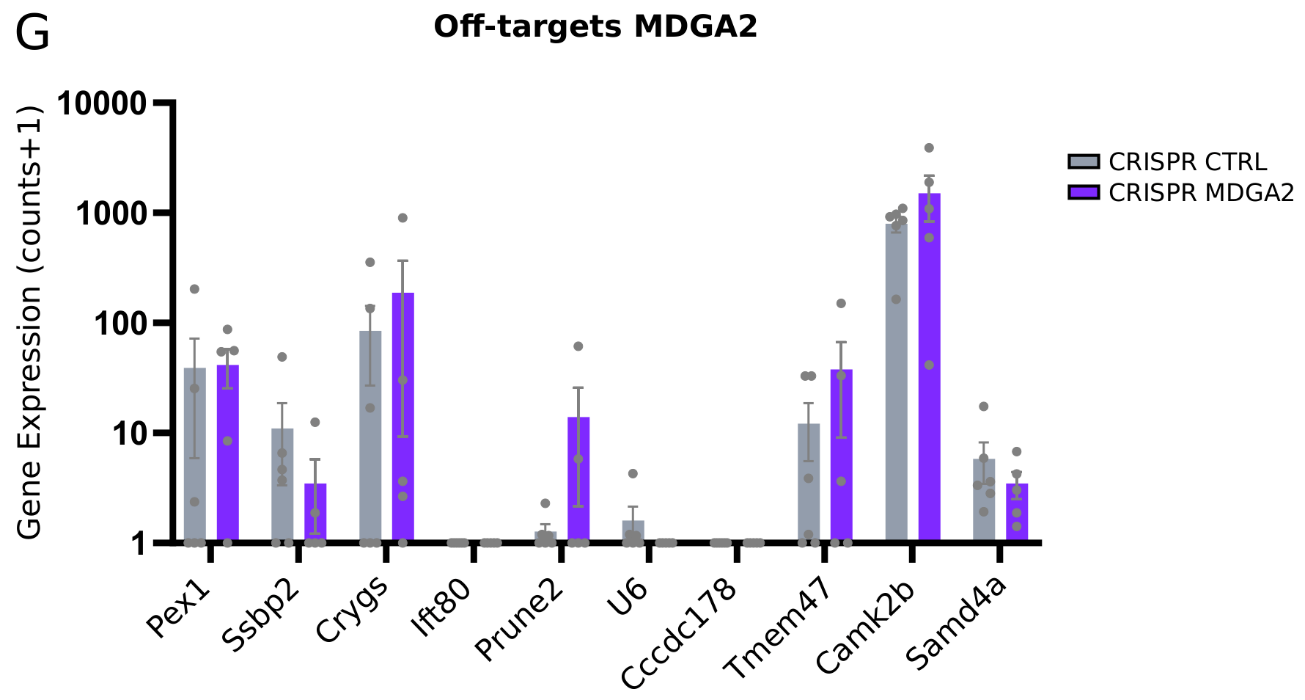 G
Off-targets MDGA2
Gene Expression (counts+1)
10000
1000
100
10
1
CRISPR CTRL
CRISPR MDGA2
Pex1
Ssbp2
Crygs
Ift80
Prune2
U6
Cccdc178
Tmem47
Camk2b
Samd4a